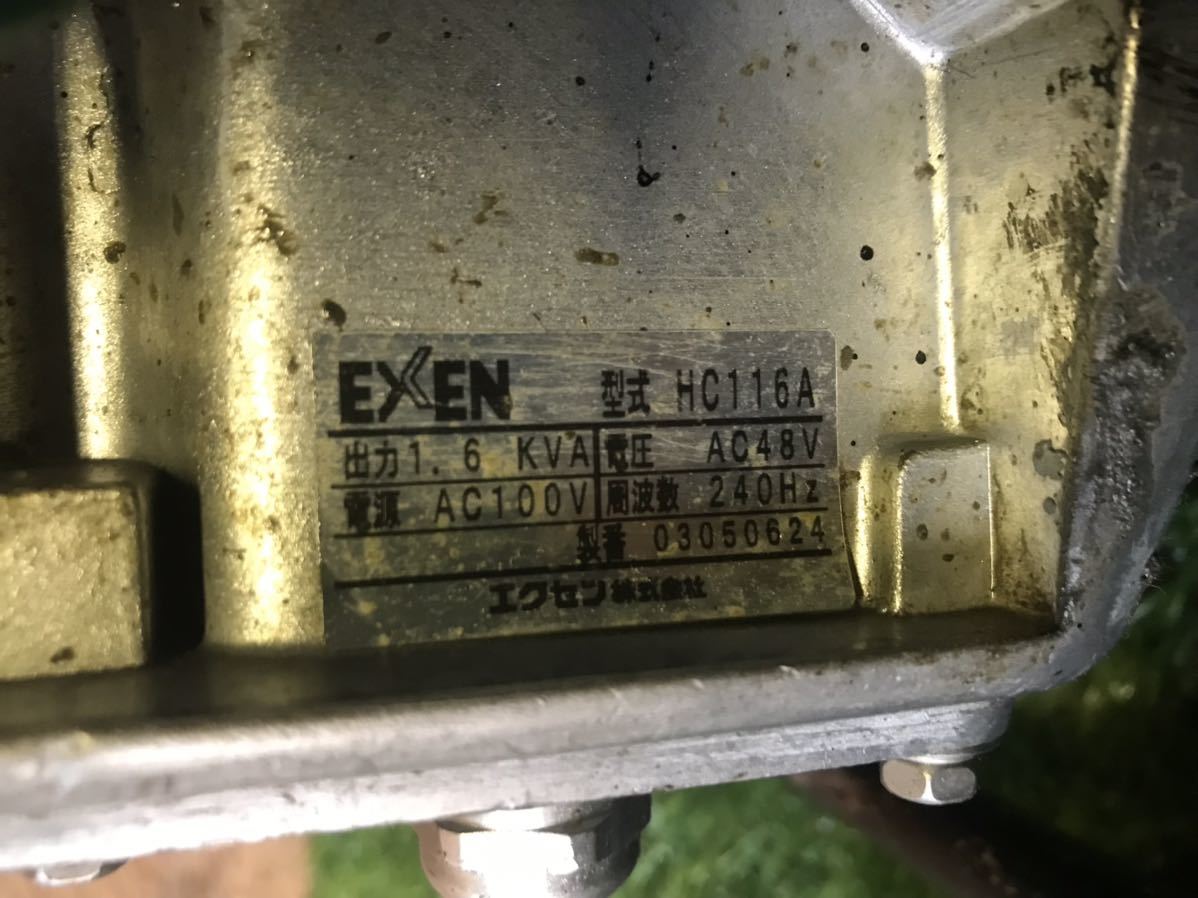 EXEN 型式 HC116A
出力 1.6 KVA 電圧 AC48V
電源 AC100V 周波数 240Hz
製番 03050624
エクセン株式会社